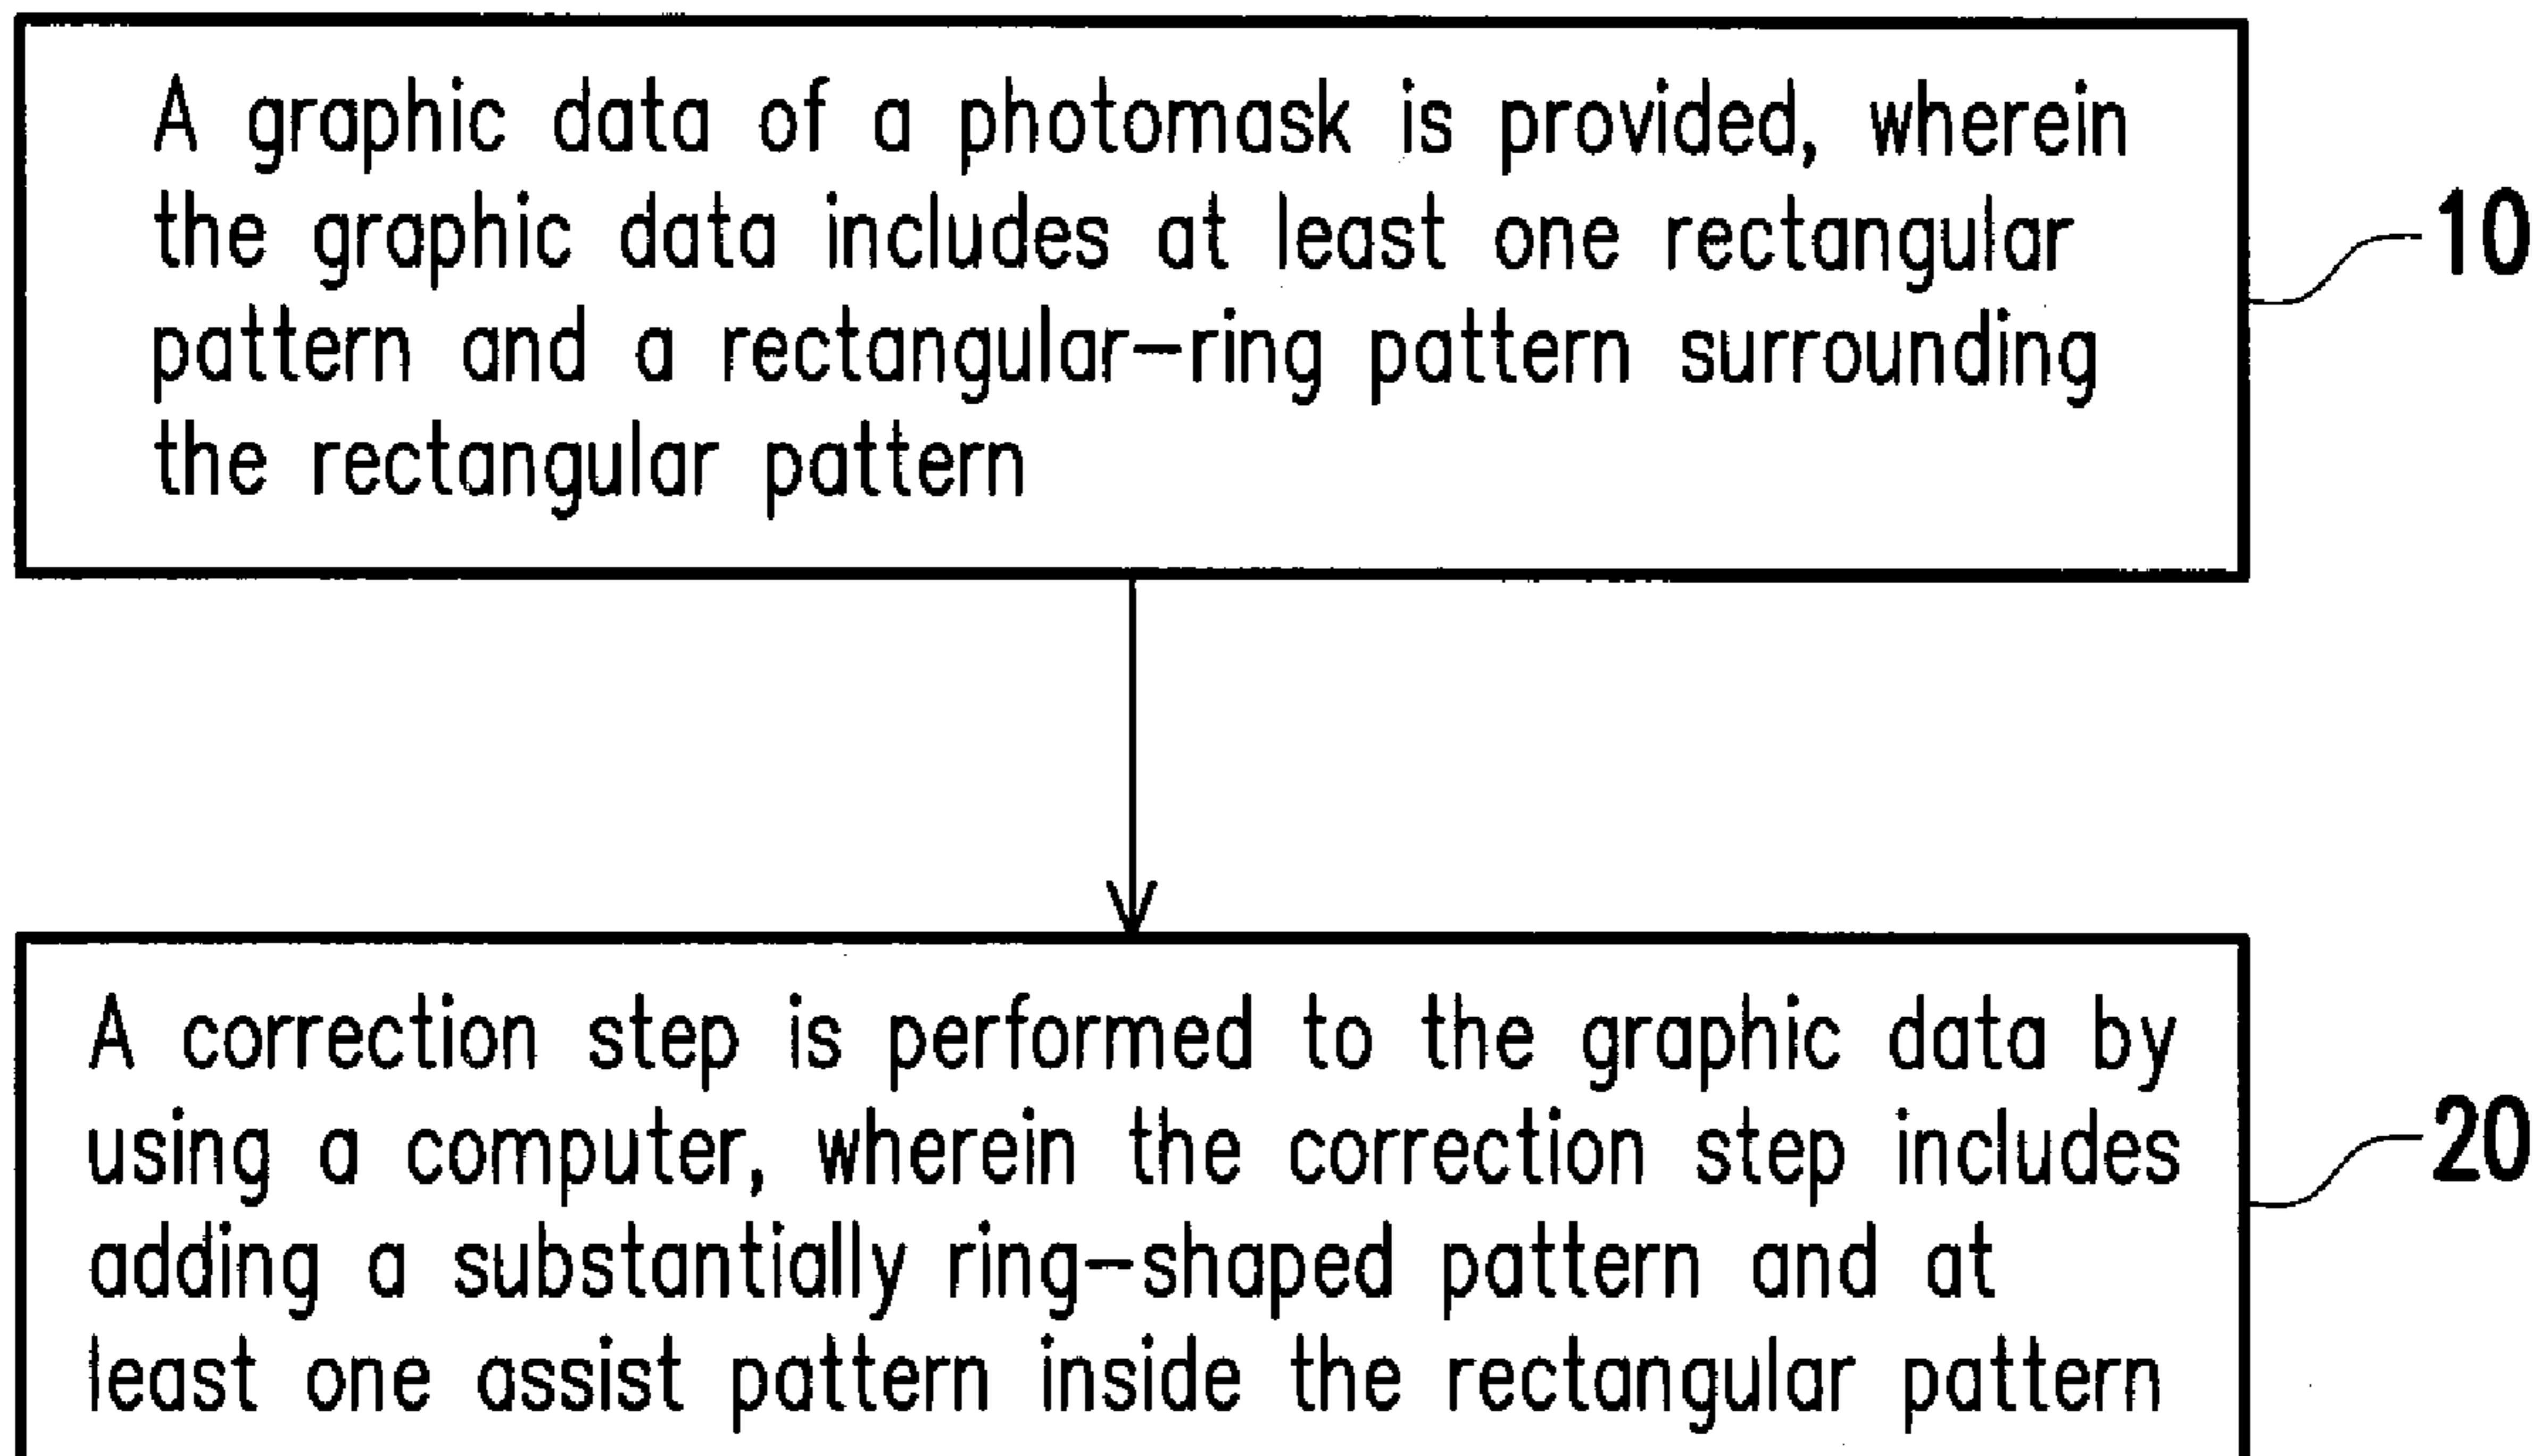 A graphic data of a photomask is provided, wherein
the graphic data includes at least one rectangular
pattern and a rectangular-ring pattern surrounding
the rectangular pattern
10
A correction step is performed to the graphic data by
using a computer, wherein the correction step includes
adding a substantially ring-shaped pattern and at
least one assist pattern inside the rectangular pattern
20